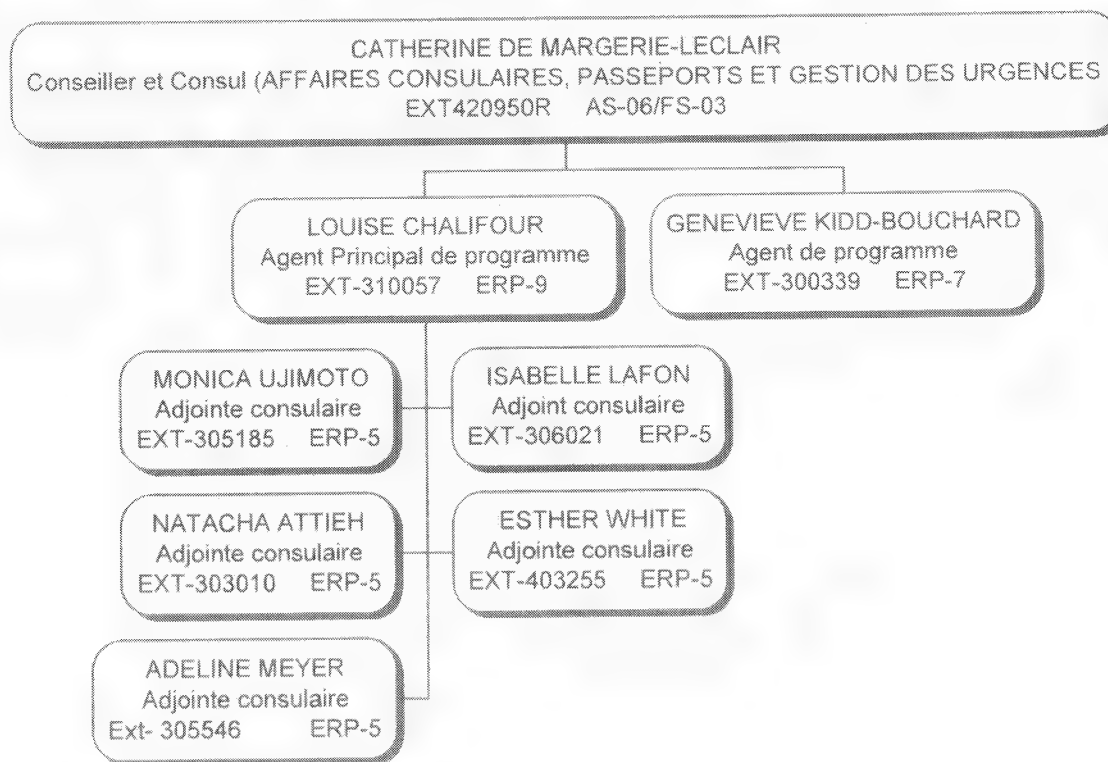 CATHERINE DE MARGERIE-LECLAIR
Conseiller et Consul (AFFAIRES CONSULAIRES, PASSEPORTS ET GESTION DES URGENCES
EXT420950R AS-06/FS-03
LOUISE CHALIFOUR
Agent Principal de programme
EXT-310057 ERP-9
GENEVIEVE KIDD-BOUCHARD
Agent de programme
EXT-300339 ERP-7
MONICA UJIMOTO
Adjointe consulaire
EXT-305185 ERP-5
ISABELLE LAFON
Adjoint consulaire
EXT-306021 ERP-5
NATACHA ATTIEH
Adjointe consulaire
EXT-303010 ERP-5
ESTHER WHITE
Adjointe consulaire
EXT-403255 ERP-5
ADELINE MEYER
Adjointe consulaire
Ext- 305546 ERP-5